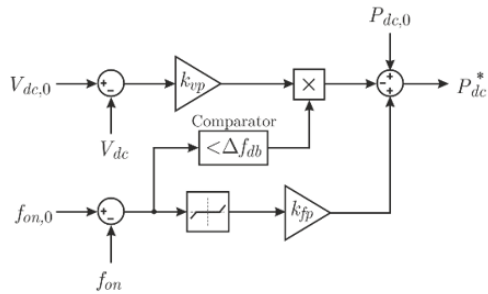 P_{dc,0}
V_{dc,0} + − k_{vp} × + − + P_{dc}^*
V_{dc}
Comparator
<Δf_{db}
f_{on,0} + − k_{fp}
f_{on}